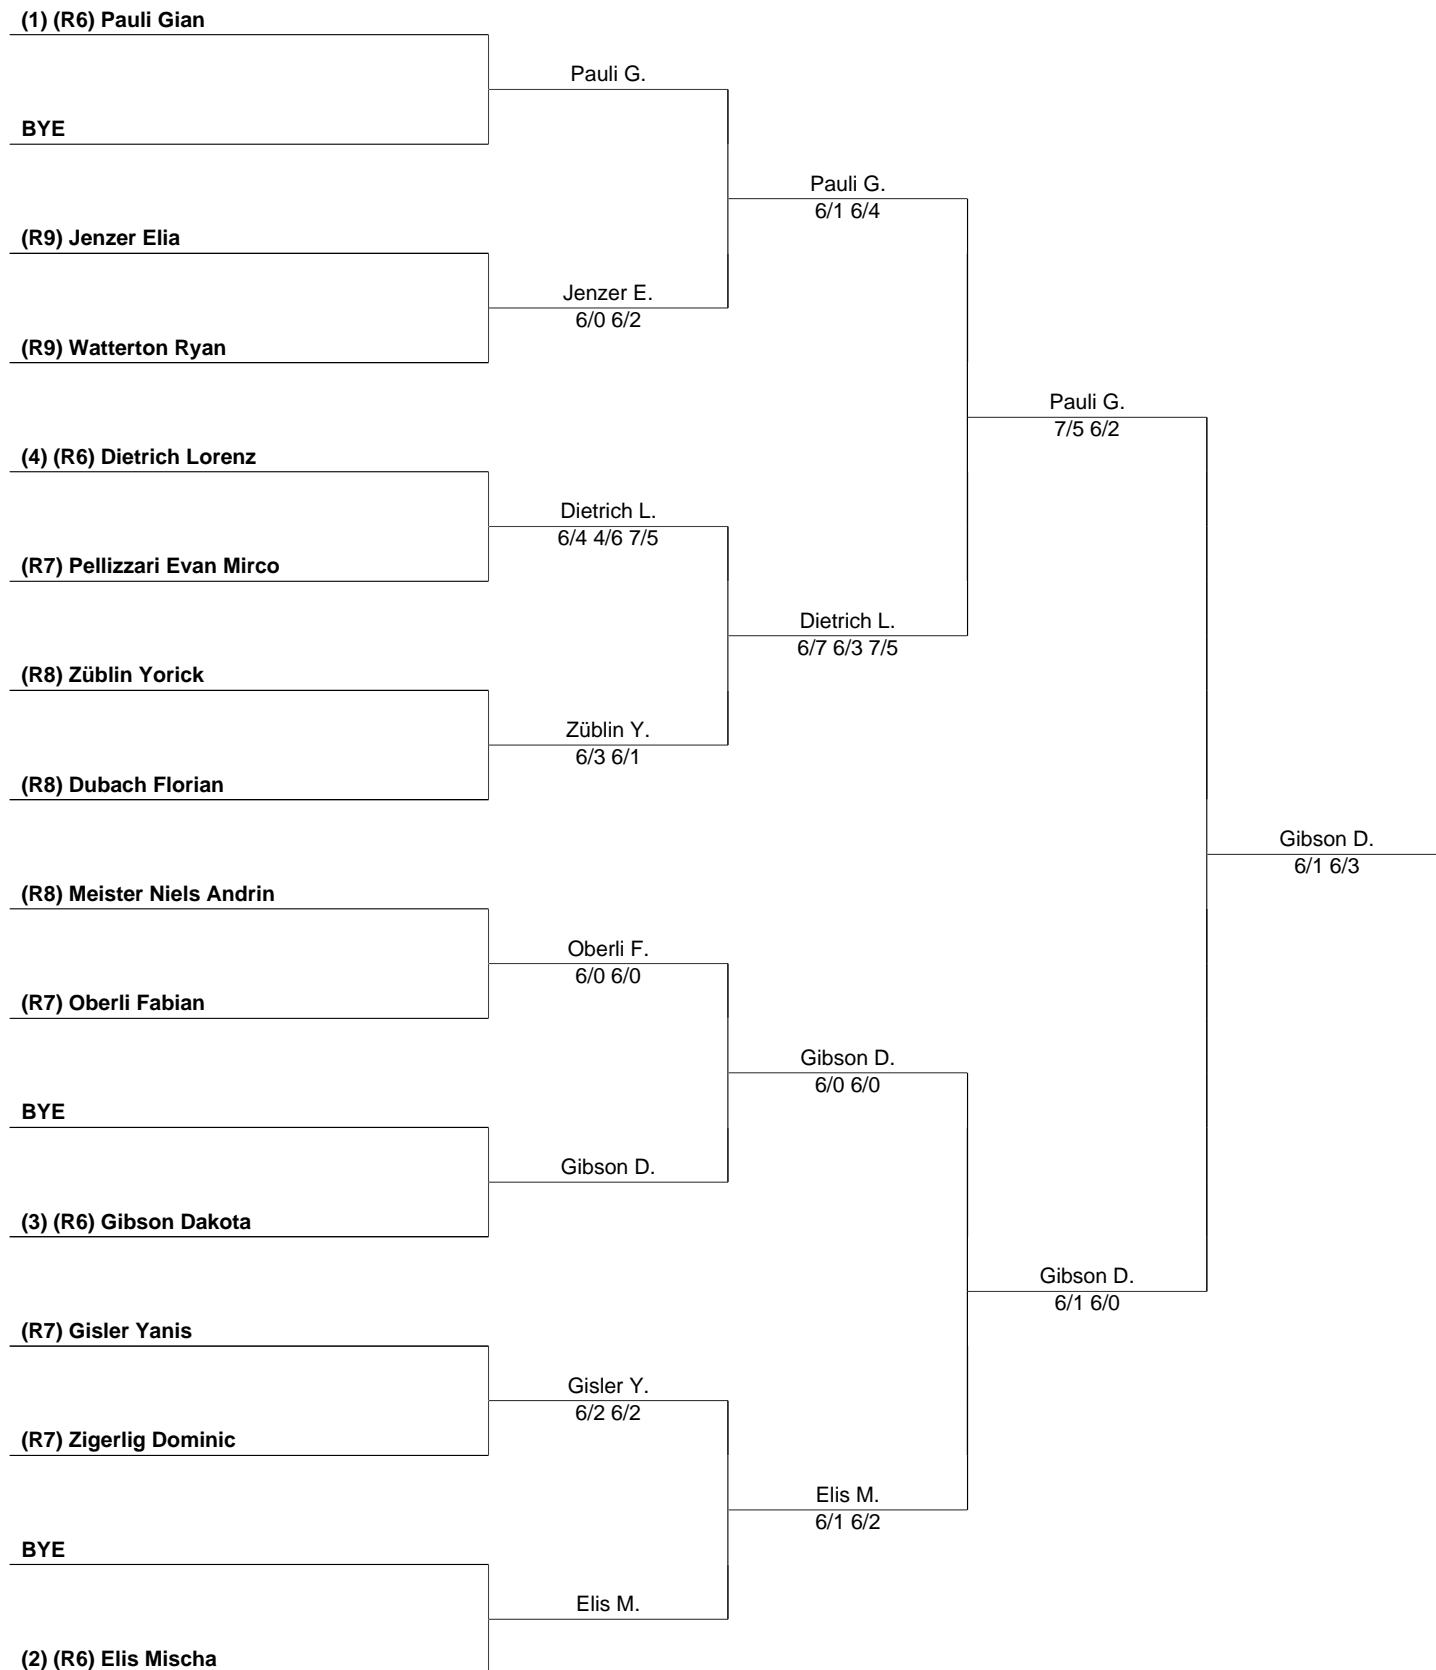 (1) (R6) Pauli Gian
Pauli G.
BYE
Pauli G.
6/1 6/4
(R9) Jenzer Elia
Jenzer E.
6/0 6/2
(R9) Watterton Ryan
Pauli G.
7/5 6/2
(4) (R6) Dietrich Lorenz
Dietrich L.
6/4 4/6 7/5
(R7) Pellizzari Evan Mirco
Dietrich L.
6/7 6/3 7/5
(R8) Züblin Yorick
Züblin Y.
6/3 6/1
(R8) Dubach Florian
Gibson D.
6/1 6/3
(R8) Meister Niels Andrin
Oberli F.
6/0 6/0
(R7) Oberli Fabian
Gibson D.
6/0 6/0
BYE
Gibson D.
(3) (R6) Gibson Dakota
Gibson D.
6/1 6/0
(R7) Gisler Yanis
Gisler Y.
6/2 6/2
(R7) Zigerlig Dominic
Elis M.
6/1 6/2
BYE
Elis M.
(2) (R6) Elis Mischa